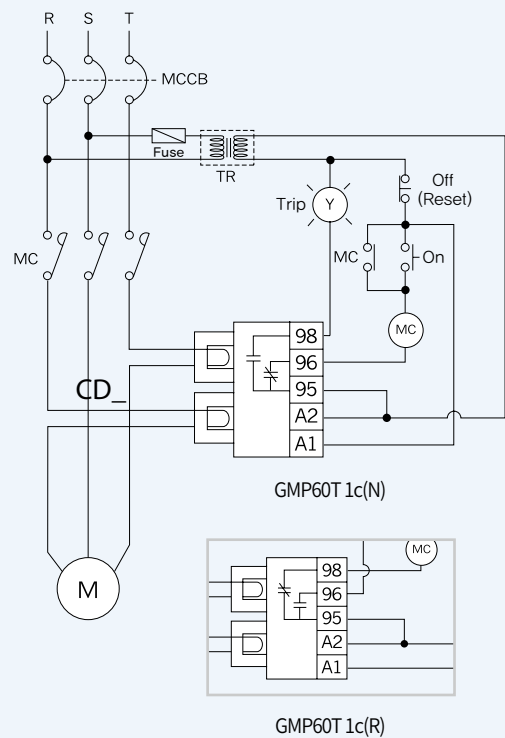 R S T
MCCB
Fuse
TR
Off
(Reset)
Trip
Y
MC
MC
On
MC
98
96
95
A2
A1
CD_
GMP60T 1c(N)
M
MC
98
96
95
A2
A1
GMP60T 1c(R)